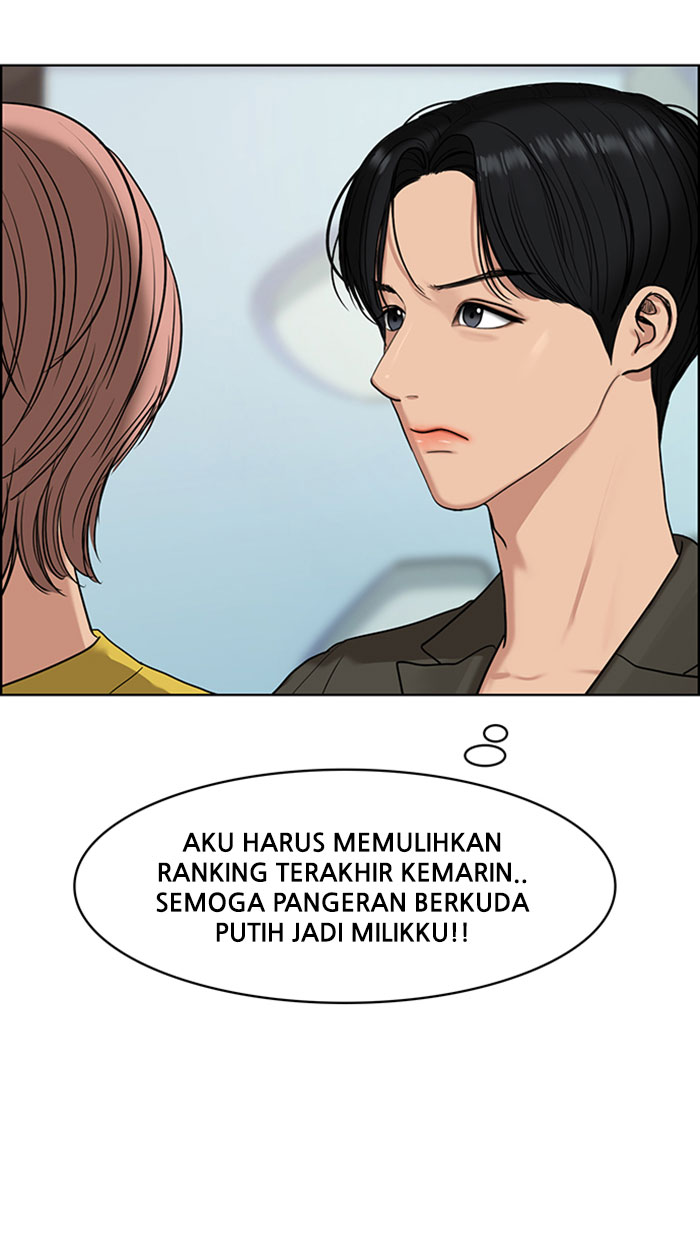 AKU HARUS MEMULIHKAN
RANKING TERAKHIR KEMARIN..
SEMOGA PANGERAN BERKUDA
PUTIH JADI MILIKKU!!